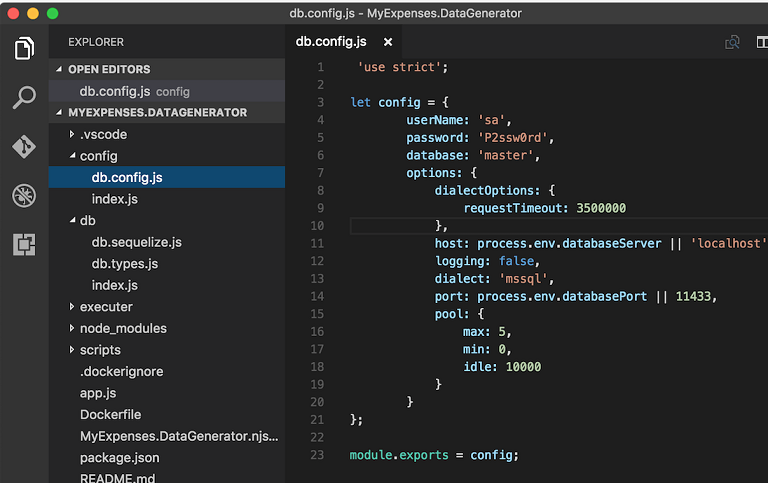 db.config.js - MyExpenses.DataGenerator
EXPLORER
OPEN EDITORS
db.config.js config
MYEXPENSES.DATAGENERATOR
.vscode
config
db.config.js
index.js
db
db.sequelize.js
db.types.js
index.js
executer
node_modules
scripts
.dockerignore
app.js
Dockerfile
MyExpenses.DataGenerator.njs...
package.json
README.md
db.config.js
1 'use strict';
2
3 let config = {
4 userName: 'sa',
5 password: 'P2ssw0rd',
6 database: 'master',
7 options: {
8 dialectOptions: {
9 requestTimeout: 3500000
10 },
11 host: process.env.databaseServer || 'localhost'
12 logging: false,
13 dialect: 'mssql',
14 port: process.env.databasePort || 11433,
15 pool: {
16 max: 5,
17 min: 0,
18 idle: 10000
19 }
20 }
21 };
22
23 module.exports = config;